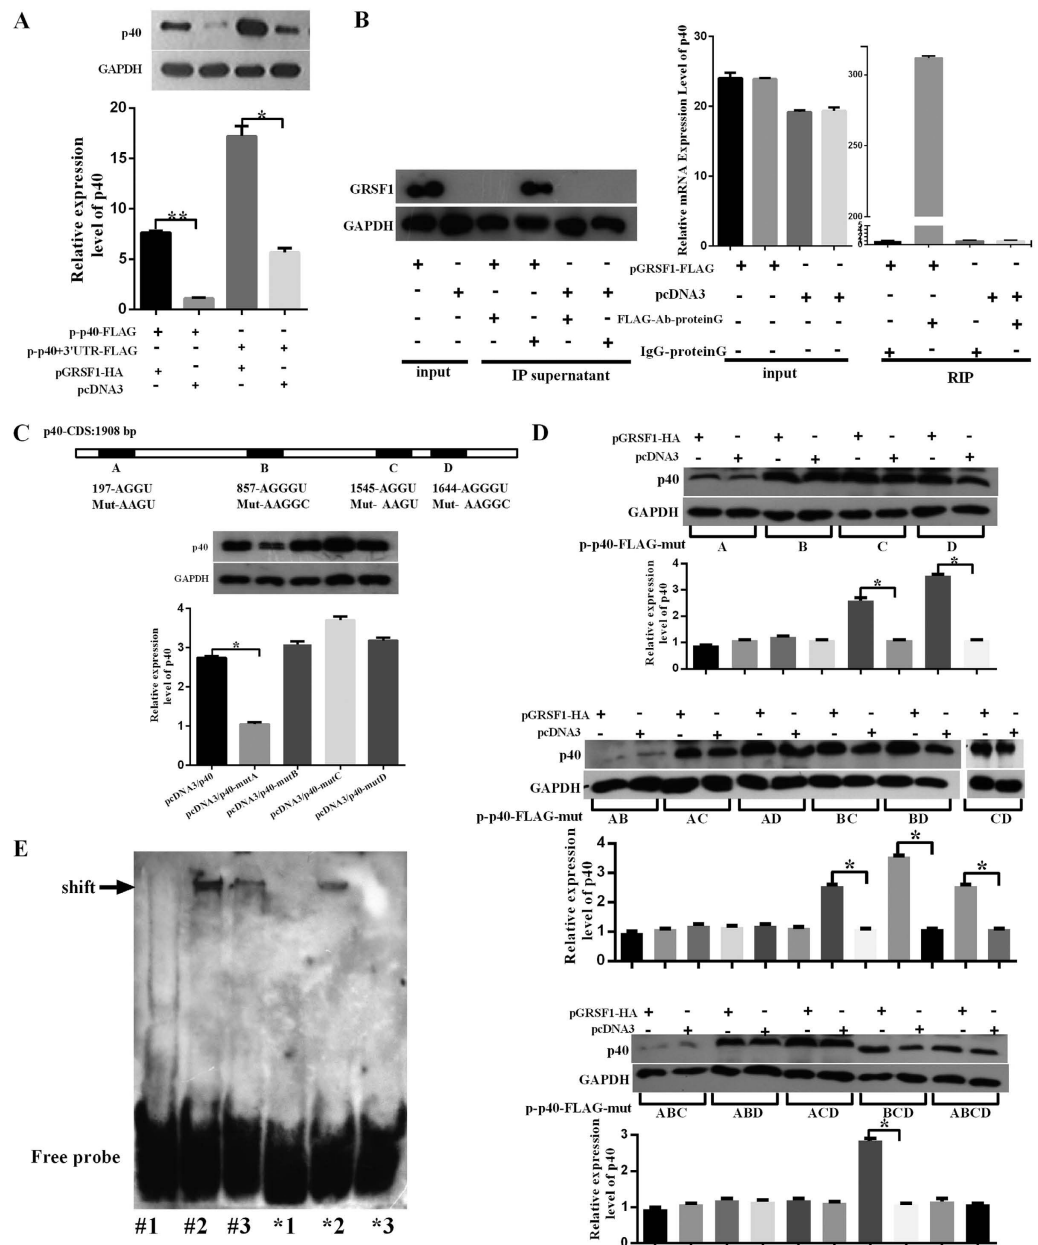 A
p40
GAPDH
20
15
10
5
0
Relative expression
level of p40
**
*
p-p40-FLAG + + - -
p-p40+3'UTR-FLAG - - + +
pGRSF1-HA + - + -
pcDNA3 - + - +
B
GRSF1
GAPDH
+ - + + - -
- + - - + +
- - + - + -
- - - + - +
input
IP supernatant
Relative mRNA Expression Level of p40
30
20
10
0
300
250
200
pGRSF1-FLAG + + - - + + - -
pcDNA3 - - + + - - + +
FLAG-Ab-proteinG - - - - - + - +
IgG-proteinG - - - - + - + -
input
RIP
C
p40-CDS:1908 bp
A B C D
197-AGGU 857-AGGGU 1545-AGGU 1644-AGGGU
Mut-AAGU Mut-AAGGC Mut- AAGU Mut- AAGGC
p40
GAPDH
Relative expression
level of p40
4
3
2
1
0
*
pcDNA3/p40
pcDNA3/p40-mutA
pcDNA3/p40-mutB
pcDNA3/p40-mutC
pcDNA3/p40-mutD
D
pGRSF1-HA + - + - + - + -
pcDNA3 - + - + - + - +
p40
GAPDH
p-p40-FLAG-mut A B C D
Relative expression
level of p40
4
3
2
1
0
* *
pGRSF1-HA + - + - + - + - + - + -
pcDNA3 - + - + - + - + - + - +
p40
GAPDH
p-p40-FLAG-mut AB AC AD BC BD CD
Relative expression
level of p40
4
3
2
1
0
* * *
pGRSF1-HA + - + - + - + - + -
pcDNA3 - + - + - + - + - +
p40
GAPDH
p-p40-FLAG-mut ABC ABD ACD BCD ABCD
Relative expression
level of p40
3
2
1
0
*
E
shift
Free probe
#1 #2 #3 *1 *2 *3